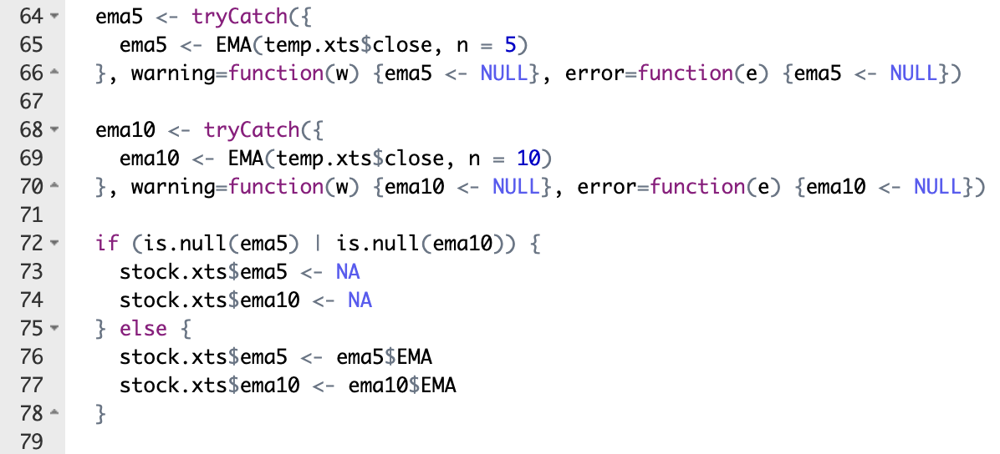 64 ema5 <- tryCatch({
65 ema5 <- EMA(temp.xts$close, n = 5)
66 }, warning=function(w) {ema5 <- NULL}, error=function(e) {ema5 <- NULL})
67
68 ema10 <- tryCatch({
69 ema10 <- EMA(temp.xts$close, n = 10)
70 }, warning=function(w) {ema10 <- NULL}, error=function(e) {ema10 <- NULL})
71
72 if (is.null(ema5) | is.null(ema10)) {
73 stock.xts$ema5 <- NA
74 stock.xts$ema10 <- NA
75 } else {
76 stock.xts$ema5 <- ema5$EMA
77 stock.xts$ema10 <- ema10$EMA
78 }
79